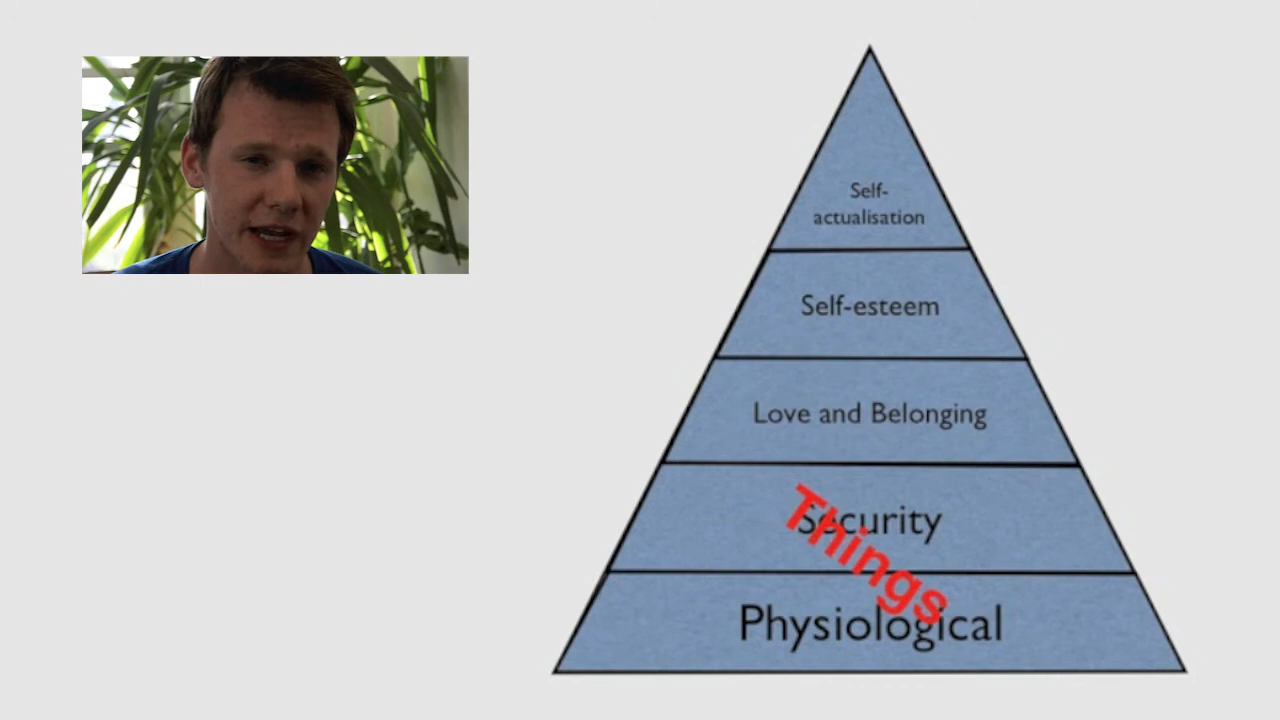 Self-
actualisation
Self-esteem
Love and Belonging
Security
Things
Physiological